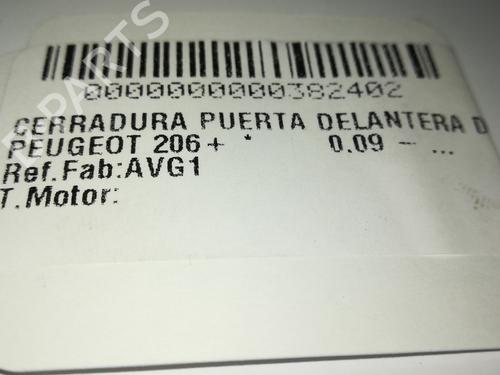 0000000000382402
CERRADURA PUERTA DELANTERA D
PEUGEOT 206+ * 0.09 - ...
Ref.Fab:AVG1
T.Motor: